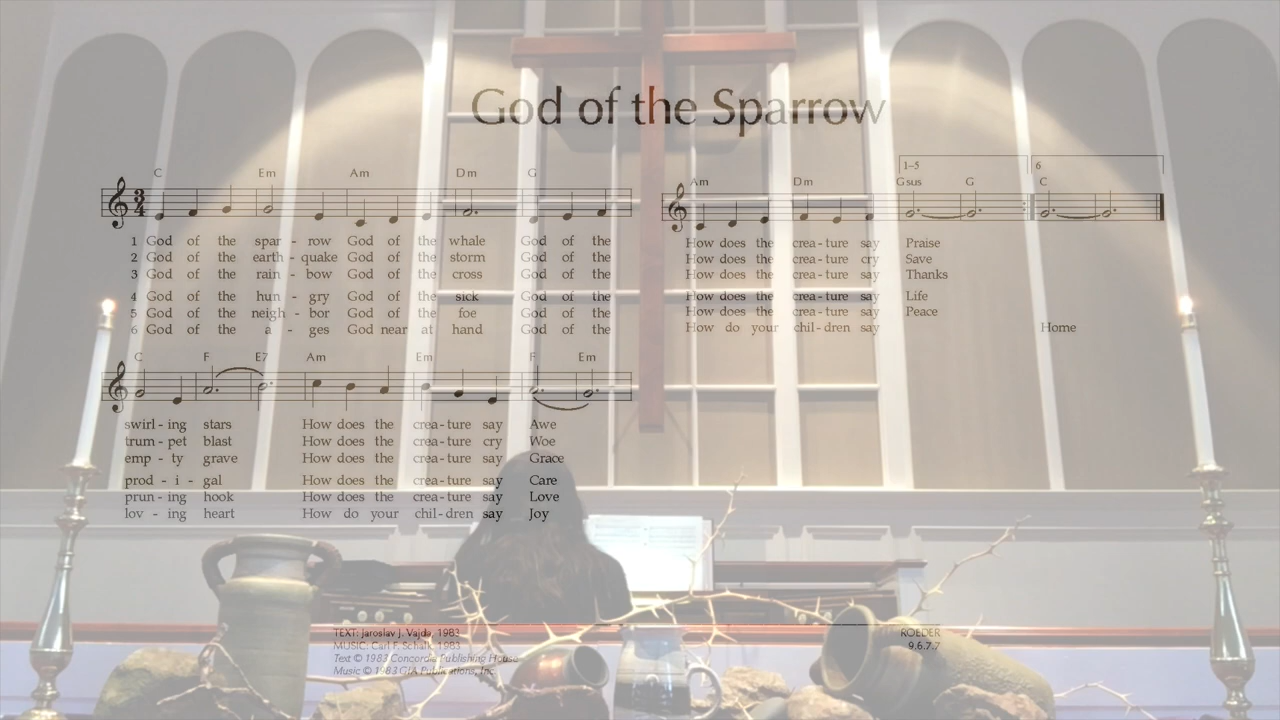 God of the Sparrow
C Em Am Dm G
3
4
1 God of the spar - row God of the whale God of the
2 God of the earth - quake God of the storm God of the
3 God of the rain - bow God of the cross God of the
4 God of the hun - gry God of the sick God of the
5 God of the neigh - bor God of the foe God of the
6 God of the a - ges God near at hand God of the
C F E7 Am Em F Em
swirl - ing stars How does the crea - ture say Awe
trum - pet blast How does the crea - ture cry Woe
emp - ty grave How does the crea - ture say Grace
prod - i - gal How does the crea - ture say Care
prun - ing hook How does the crea - ture say Love
lov - ing heart How do your chil - dren say Joy
1–5 6
Am Dm Gsus G C
How does the crea - ture say Praise
How does the crea - ture cry Save
How does the crea - ture say Thanks
How does the crea - ture say Life
How does the crea - ture say Peace
How do your chil - dren say Home
TEXT: Jaroslav J. Vajda, 1983
MUSIC: Carl F. Schalk, 1983
Text © 1983 Concordia Publishing House
Music © 1983 GIA Publications, Inc.
ROEDER
9.6.7.7